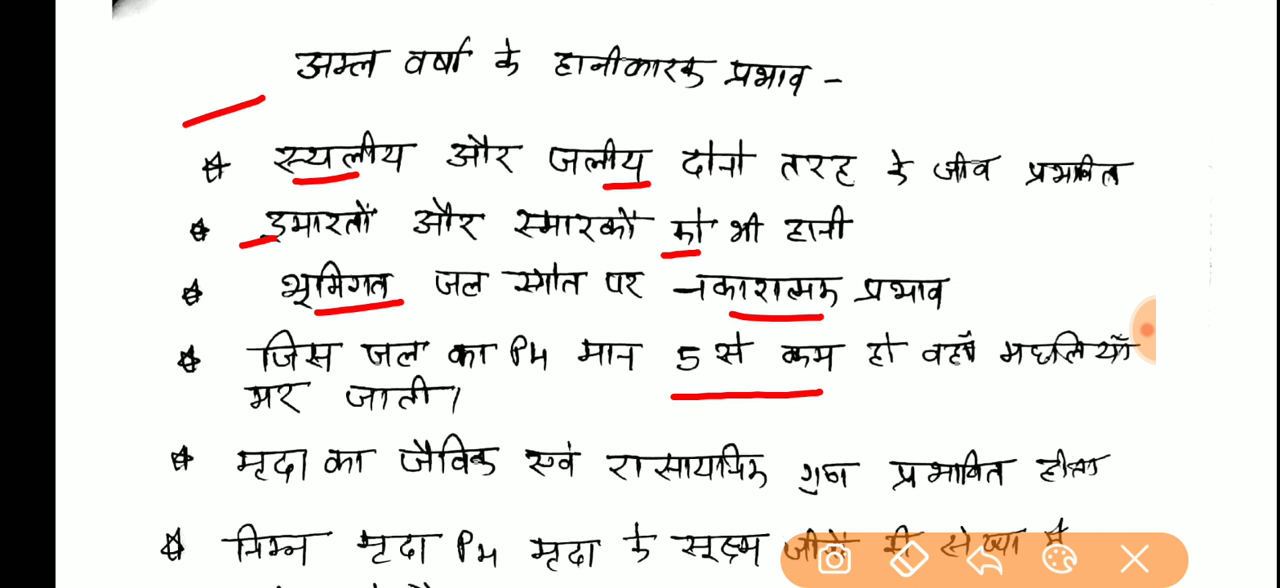 अम्ल वर्षा के हानीकारक प्रभाव -
स्थलीय और जलीय दोनो तरह के जीव प्रभावित
इमारतों और स्मारकों को भी हानी
भूमिगत जल स्त्रोत पर नकारात्मक प्रभाव
जिस जल का PH मान 5 से कम हो वहाँ मछलियाँ
मर जाती।
मृदा का जैविक एवं रासायनिक गुण प्रभावित होता
निम्न मृदा PH मृदा के सूक्ष्म जीवों की संख्या में